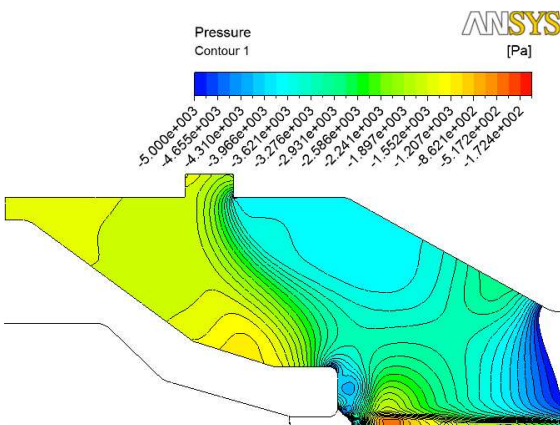 ANSYS
Pressure
Contour 1
[Pa]
-5.000e+003
-4.655e+003
-4.310e+003
-3.966e+003
-3.621e+003
-3.276e+003
-2.931e+003
-2.586e+003
-2.241e+003
-1.897e+003
-1.552e+003
-1.207e+003
-8.621e+002
-5.172e+002
-1.724e+002